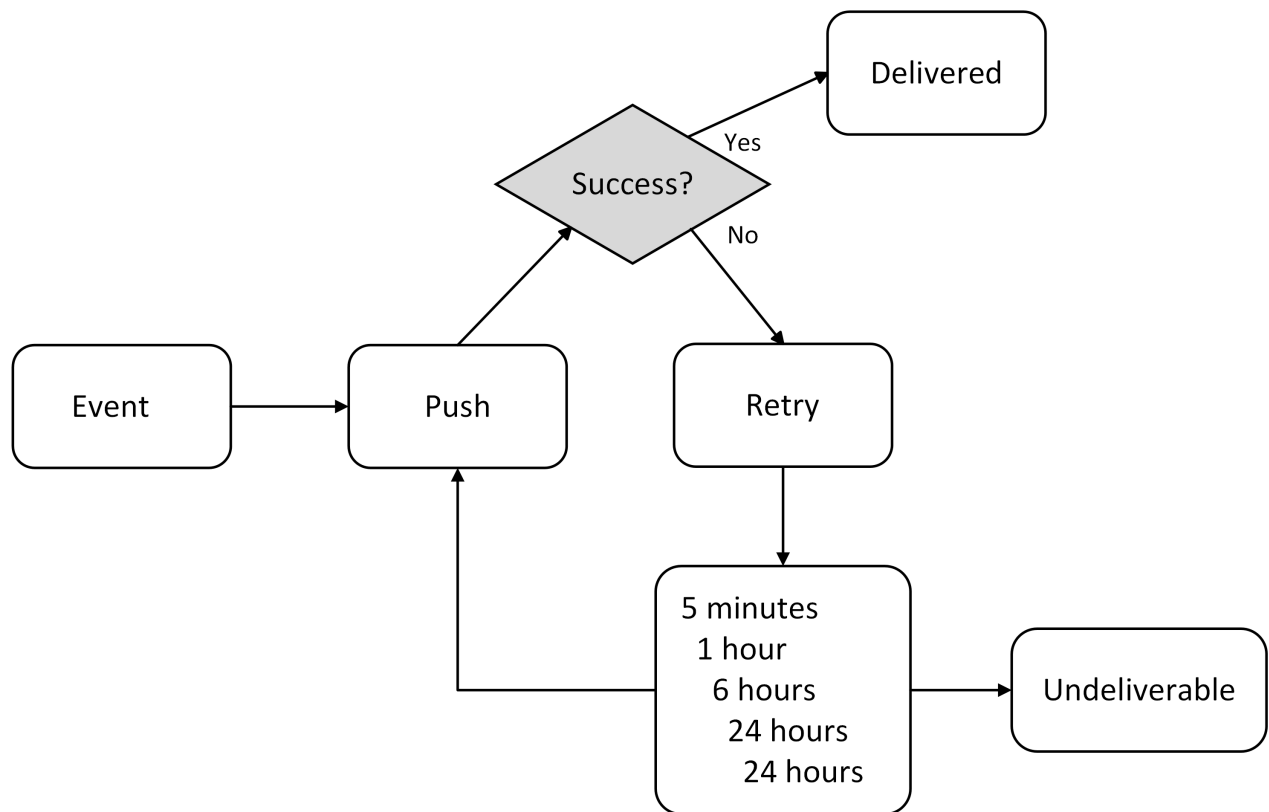 Delivered
Yes
Success?
No
Event
Push
Retry
5 minutes
1 hour
6 hours
24 hours
24 hours
Undeliverable